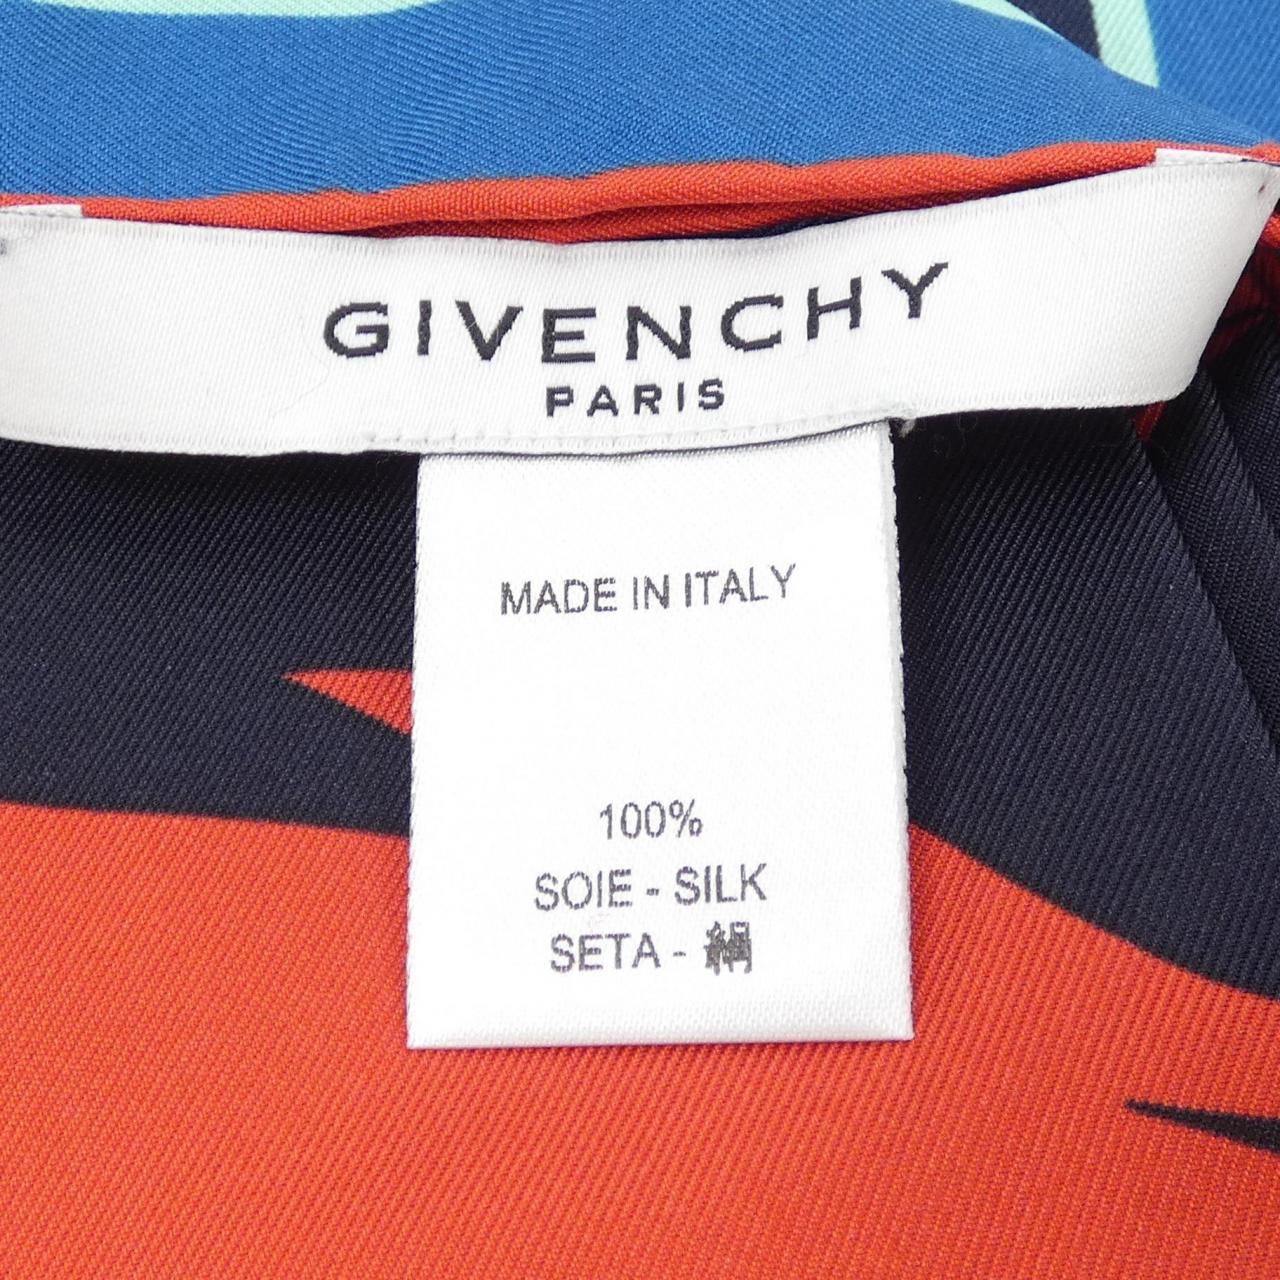 GIVENCHY
PARIS
MADE IN ITALY
100%
SOIE - SILK
SETA - 絹